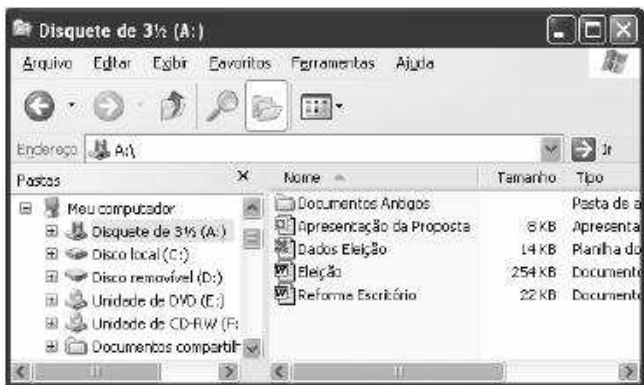 Disquete de 3½ (A:)
Arquivo Editar Exibir Favoritos Ferramentas Ajuda
Endereço A:\ Ir
Pastas Nome Tamanho Tipo
Meu computador
Disquete de 3½ (A:)
Disco local (C:)
Disco removível (D:)
Unidade de DVD (E:)
Unidade de CD-RW (F:
Documentos compartilh
Documentos Antigos Pasta de a
Apresentação da Proposta 8 KB Apresenta
Dados Eleição 14 KB Planilha do
Eleição 254 KB Documento
Reforma Escritório 22 KB Documento